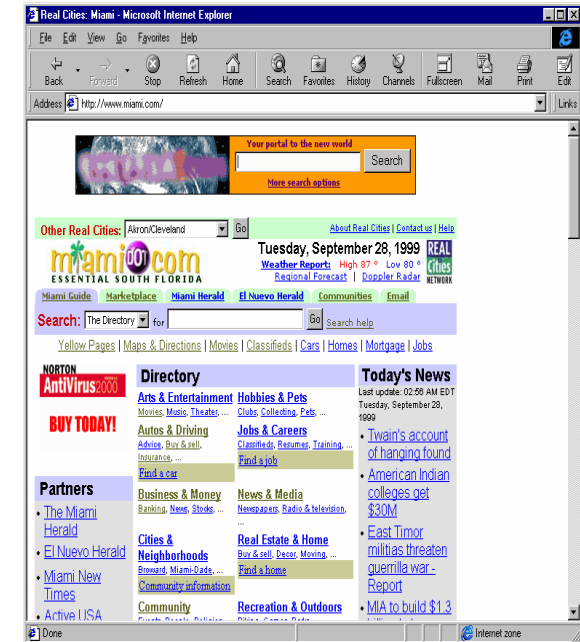 Real Cities: Miami - Microsoft Internet Explorer
File Edit View Go Favorites Help
Back Forward Stop Refresh Home Search Favorites History Channels Fullscreen Mail Print Edit
Address http://www.miami.com/ Links
Your portal to the new world
Search
More search options
Other Real Cities: Akron/Cleveland Go
About Real Cities | Contact us | Help
miami dot com
ESSENTIAL SOUTH FLORIDA
Tuesday, September 28, 1999
Weather Report: High 87 ° Low 80 °
Regional Forecast | Doppler Radar
REAL
Cities
NETWORK
Miami Guide Marketplace Miami Herald El Nuevo Herald Communities Email
Search: The Directory for Go Search help
Yellow Pages | Maps & Directions | Movies | Classifieds | Cars | Homes | Mortgage | Jobs
NORTON
AntiVirus2000
BUY TODAY!
Partners
• The Miami
Herald
• El Nuevo Herald
• Miami New
Times
• Active USA
Directory
Arts & Entertainment
Movies, Music, Theater, ...
Autos & Driving
Advice, Buy & sell,
Insurance, ...
Find a car
Business & Money
Banking, News, Stocks, ...
Cities &
Neighborhoods
Broward, Miami-Dade, ...
Community information
Community
Hobbies & Pets
Clubs, Collecting, Pets, ...
Jobs & Careers
Classifieds, Resumes, Training, ...
Find a job
News & Media
Newspapers, Radio & television,
...
Real Estate & Home
Buy & sell, Decor, Moving, ...
Find a home
Recreation & Outdoors
Today's News
Last update: 02:56 AM EDT
Tuesday, September 28,
1999
• Twain's account
of hanging found
• American Indian
colleges get
$30M
• East Timor
militias threaten
guerrilla war -
Report
• MIA to build $1.3
Done
Internet zone